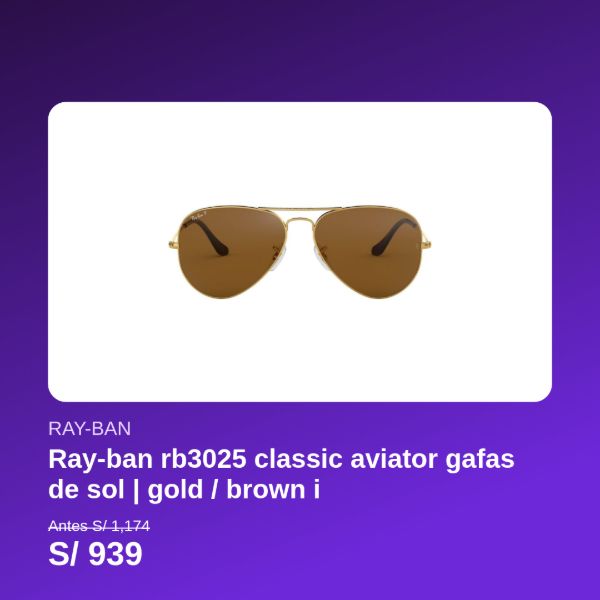 RAY-BAN
Ray-ban rb3025 classic aviator gafas
de sol | gold / brown i
Antes S/ 1,174
S/ 939